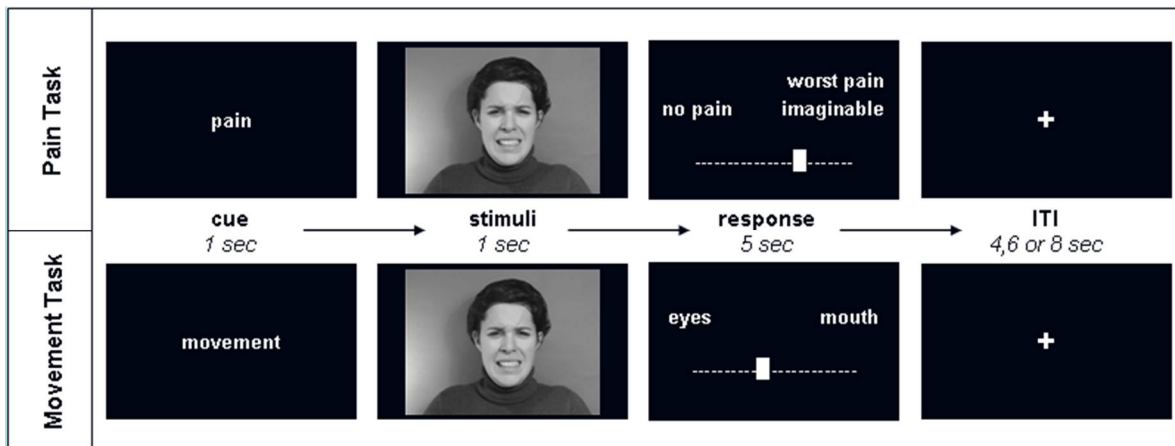 Pain Task
pain
no pain
worst pain
imaginable
+
cue
1 sec
stimuli
1 sec
response
5 sec
ITI
4,6 or 8 sec
Movement Task
movement
eyes
mouth
+